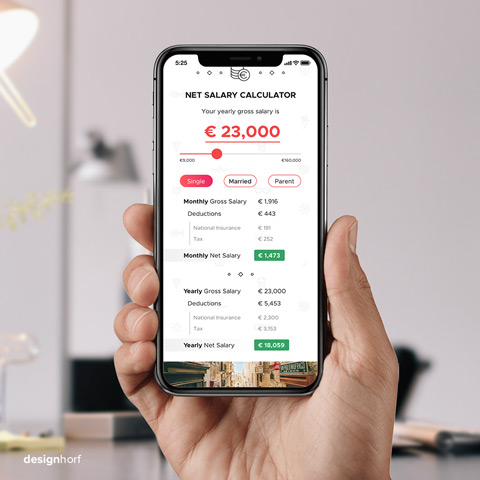 5:25
NET SALARY CALCULATOR
Your yearly gross salary is
€ 23,000
€9,000 €160,000
Single Married Parent
Monthly Gross Salary € 1,916
Deductions € 443
National Insurance € 191
Tax € 252
Monthly Net Salary € 1,473
Yearly Gross Salary € 23,000
Deductions € 5,453
National Insurance € 2,300
Tax € 3,153
Yearly Net Salary € 18,059
designhorf